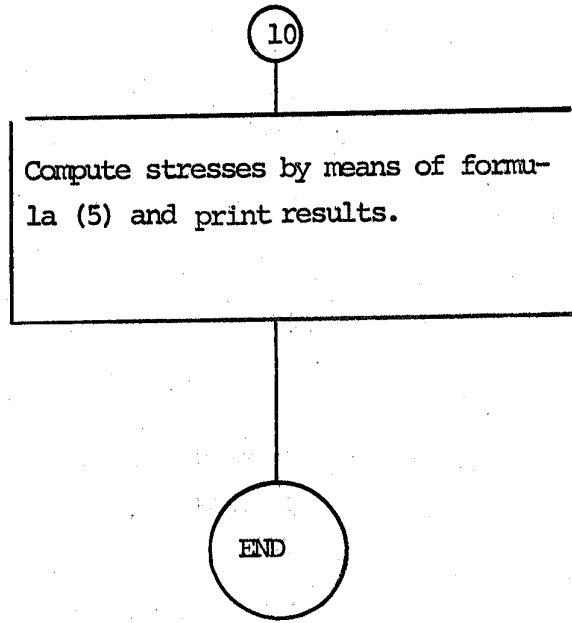 10
Compute stresses by means of formu-
la (5) and print results.
END